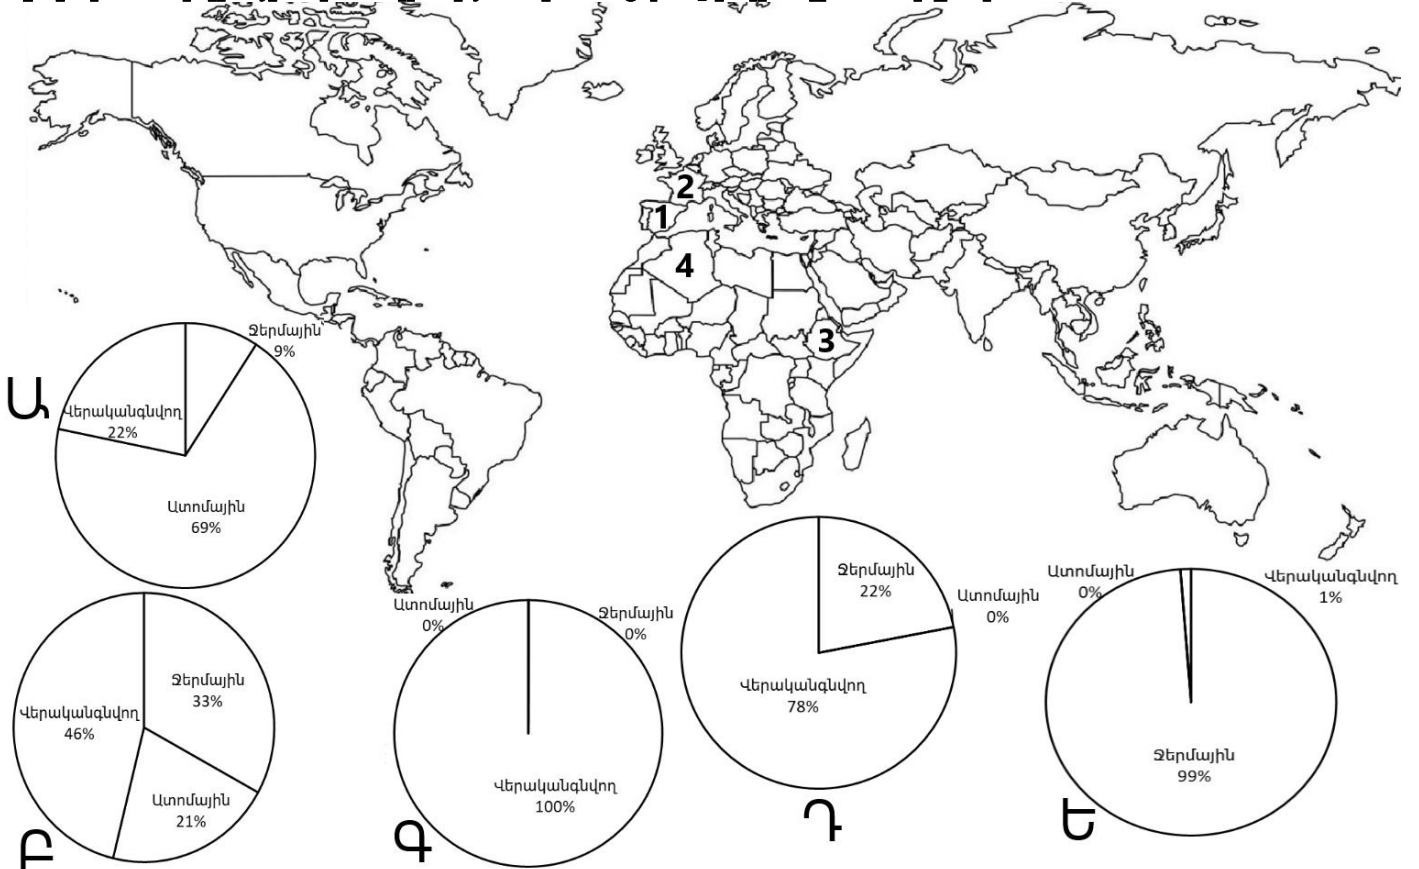 2
1
4
3
Ա
Ջերմային
9%
Վերականգնվող
22%
Ատոմային
69%
Բ
Ջերմային
33%
Վերականգնվող
46%
Ատոմային
21%
Գ
Ատոմային
0%
Ջերմային
0%
Վերականգնվող
100%
Դ
Ջերմային
22%
Ատոմային
0%
Վերականգնվող
78%
Ե
Ատոմային
0%
Վերականգնվող
1%
Ջերմային
99%